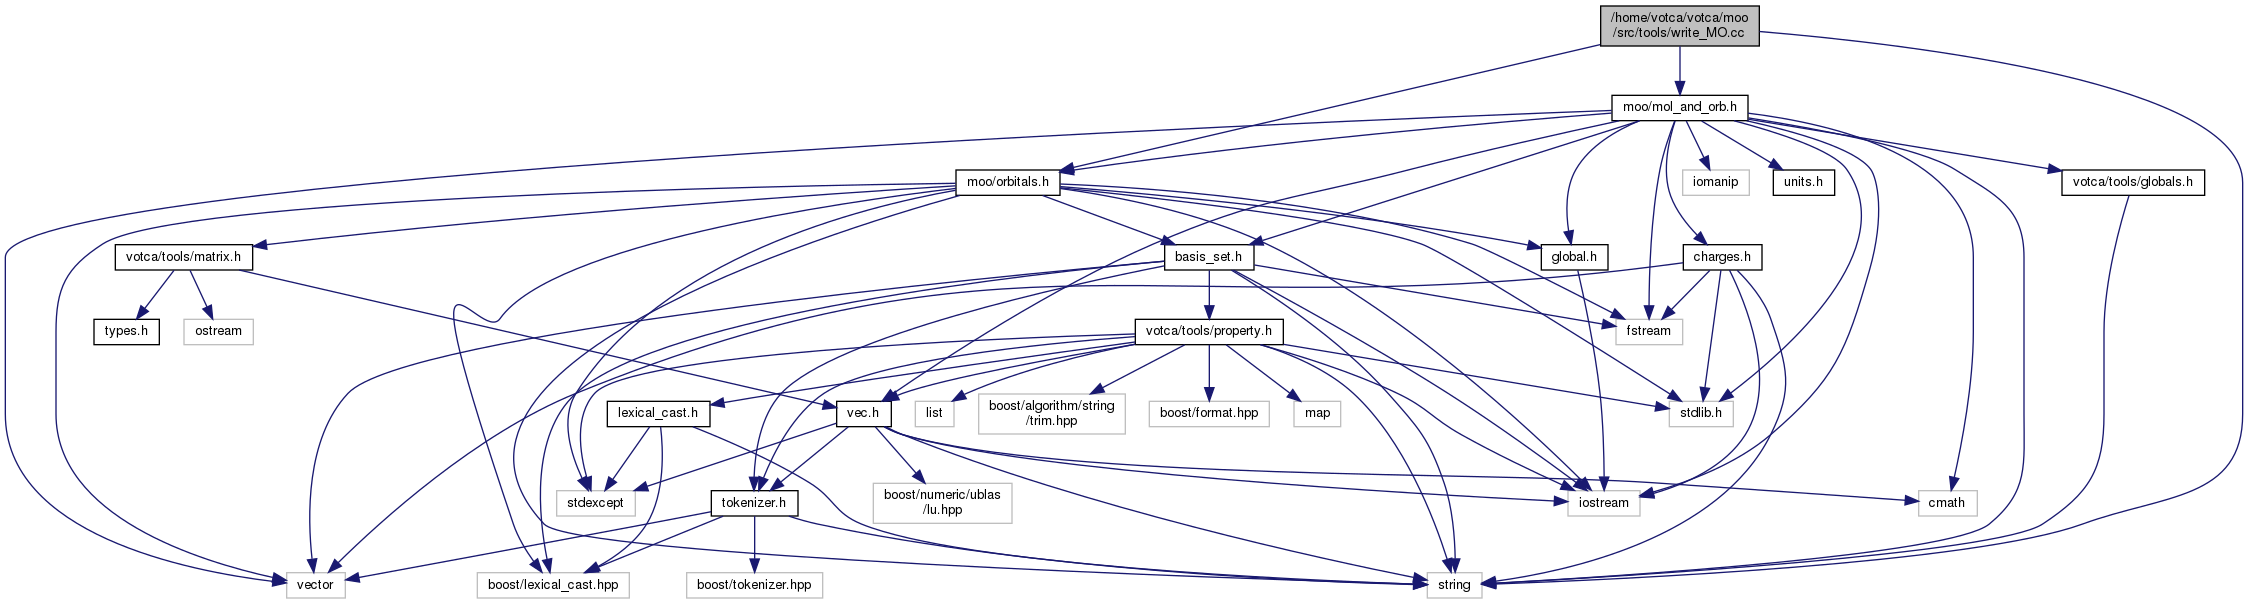 /home/votca/votca/moo
/src/tools/write_MO.cc
moo/mol_and_orb.h
moo/orbitals.h
iomanip
units.h
votca/tools/globals.h
votca/tools/matrix.h
basis_set.h
global.h
charges.h
types.h
ostream
votca/tools/property.h
fstream
lexical_cast.h
vec.h
list
boost/algorithm/string
/trim.hpp
boost/format.hpp
map
stdlib.h
stdexcept
tokenizer.h
boost/numeric/ublas
/lu.hpp
iostream
cmath
vector
boost/lexical_cast.hpp
boost/tokenizer.hpp
string